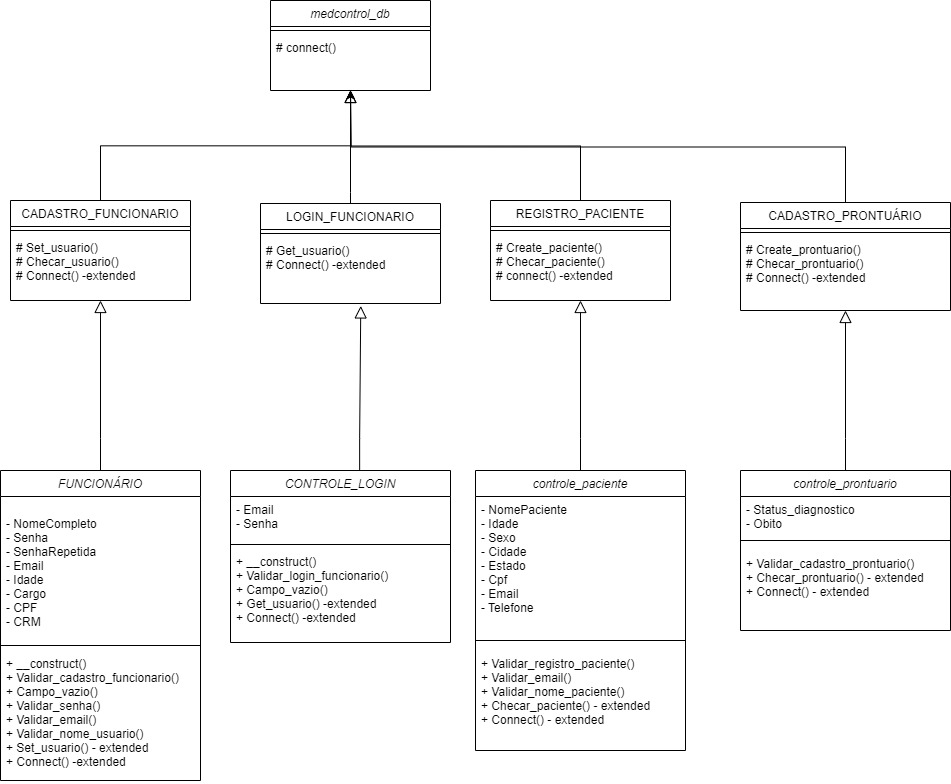 medcontrol_db
# connect()
CADASTRO_FUNCIONARIO
# Set_usuario()
# Checar_usuario()
# Connect() -extended
LOGIN_FUNCIONARIO
# Get_usuario()
# Connect() -extended
REGISTRO_PACIENTE
# Create_paciente()
# Checar_paciente()
# connect() -extended
CADASTRO_PRONTUÁRIO
# Create_prontuario()
# Checar_prontuario()
# Connect() -extended
FUNCIONÁRIO
- NomeCompleto
- Senha
- SenhaRepetida
- Email
- Idade
- Cargo
- CPF
- CRM
+ __construct()
+ Validar_cadastro_funcionario()
+ Campo_vazio()
+ Validar_senha()
+ Validar_email()
+ Validar_nome_usuario()
+ Set_usuario() - extended
+ Connect() -extended
CONTROLE_LOGIN
- Email
- Senha
+ __construct()
+ Validar_login_funcionario()
+ Campo_vazio()
+ Get_usuario() -extended
+ Connect() -extended
controle_paciente
- NomePaciente
- Idade
- Sexo
- Cidade
- Estado
- Cpf
- Email
- Telefone
+ Validar_registro_paciente()
+ Validar_email()
+ Validar_nome_paciente()
+ Checar_paciente() - extended
+ Connect() - extended
controle_prontuario
- Status_diagnostico
- Obito
+ Validar_cadastro_prontuario()
+ Checar_prontuario() - extended
+ Connect() - extended